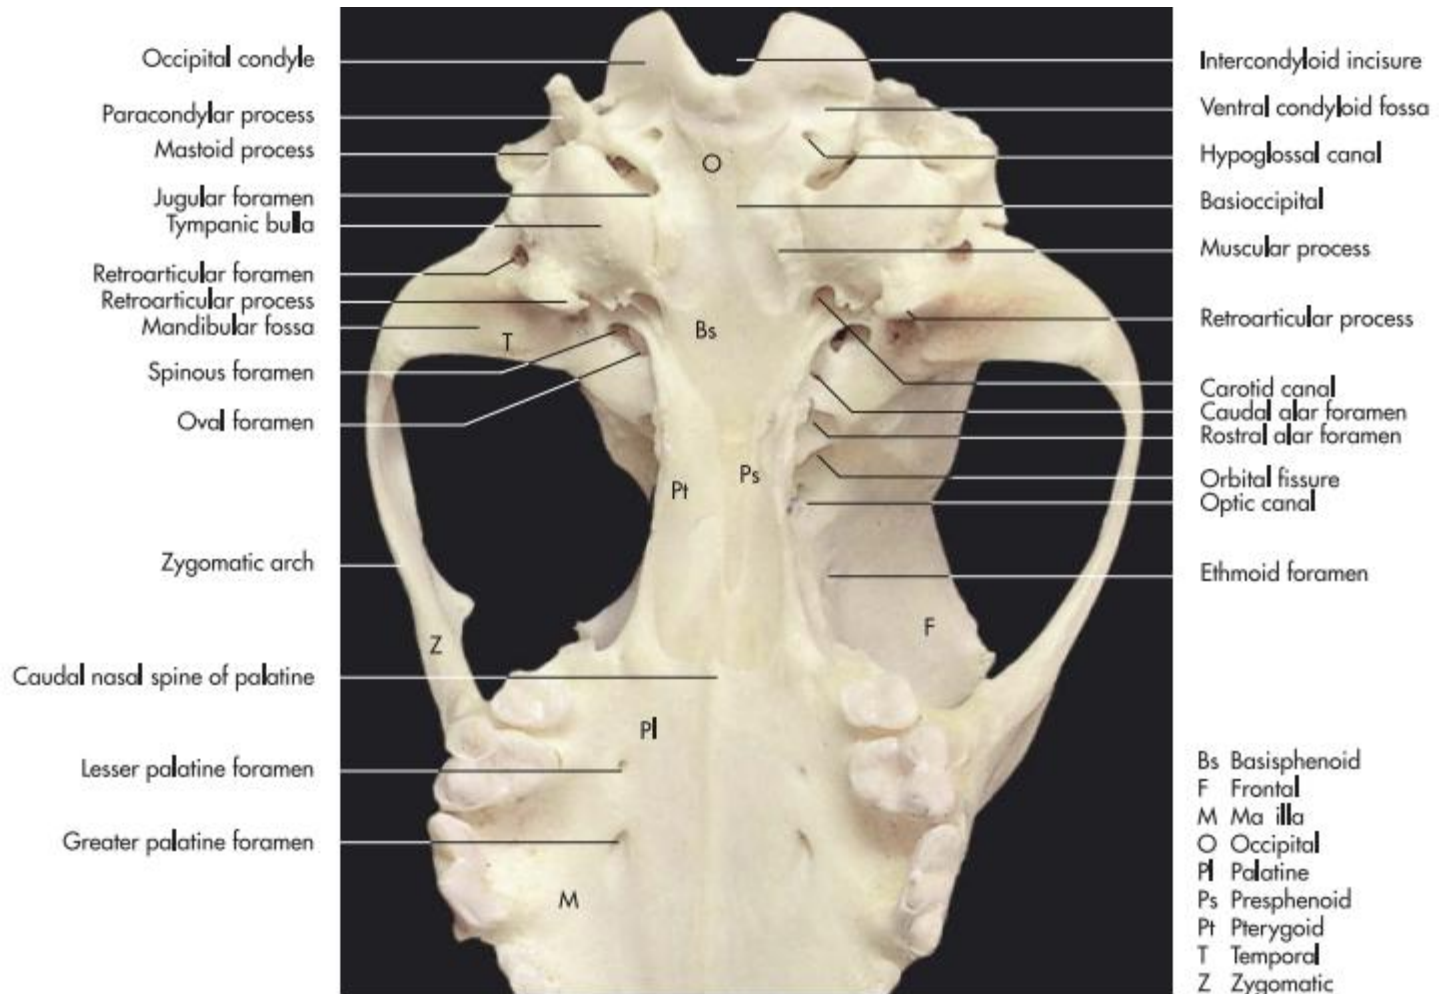 Occipital condyle
Paracondylar process
Mastoid process
Jugular foramen
Tympanic bulla
Retroarticular foramen
Retroarticular process
Mandibular fossa
Spinous foramen
Oval foramen
Zygomatic arch
Caudal nasal spine of palatine
Lesser palatine foramen
Greater palatine foramen
O
Bs
T
Ps
Pt
F
Z
Pl
M
Intercondyloid incisure
Ventral condyloid fossa
Hypoglossal canal
Basioccipital
Muscular process
Retroarticular process
Carotid canal
Caudal alar foramen
Rostral alar foramen
Orbital fissure
Optic canal
Ethmoid foramen
Bs Basisphenoid
F Frontal
M Ma illa
O Occipital
Pl Palatine
Ps Presphenoid
Pt Pterygoid
T Temporal
Z Zygomatic